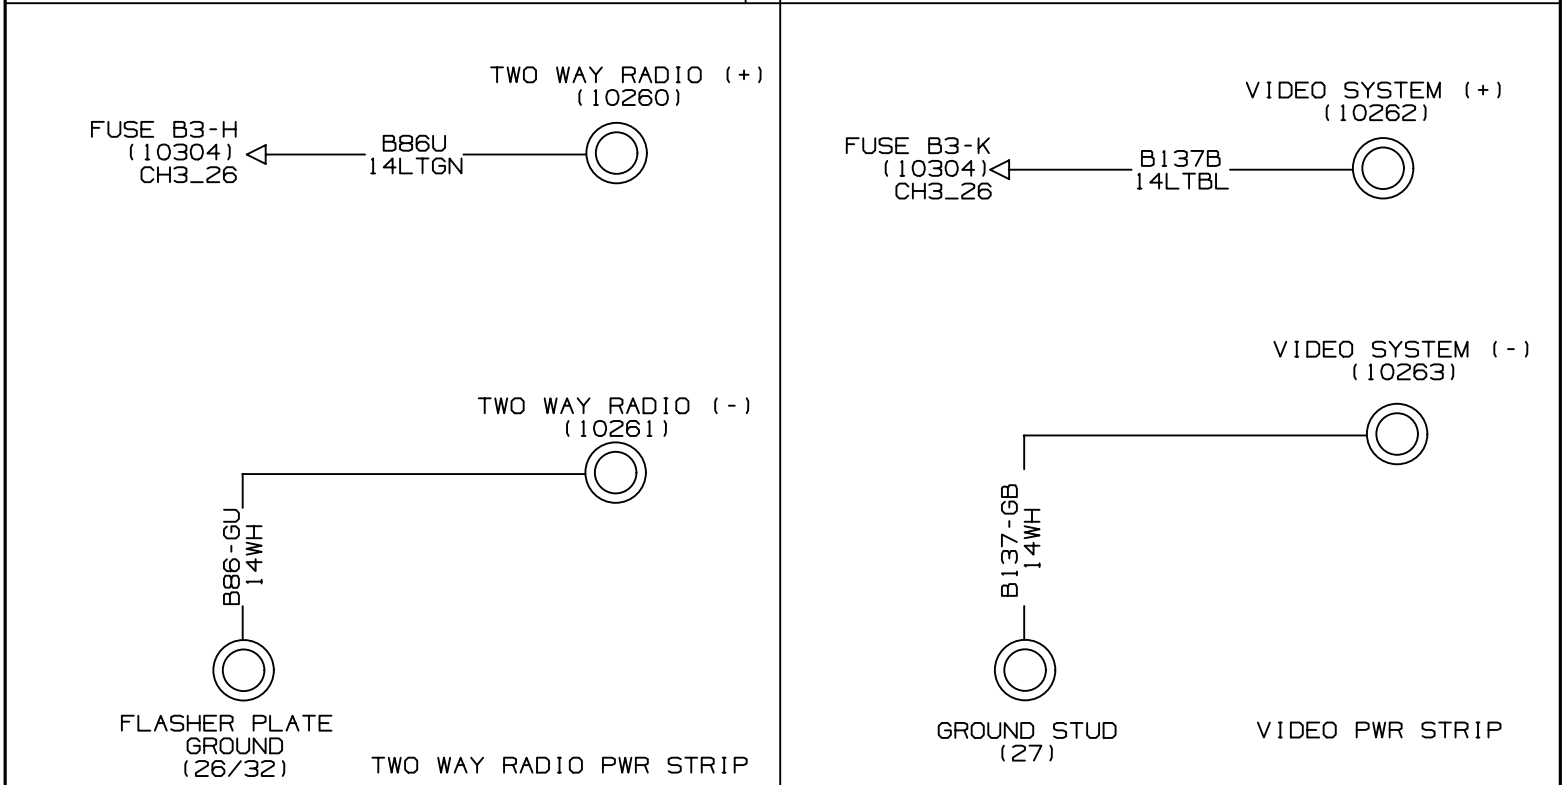 TWO WAY RADIO (+)
(10260)
FUSE B3-H
(10304)
CH3_26
B86U
14LTGN
TWO WAY RADIO (-)
(10261)
B86-GU
14WH
FLASHER PLATE
GROUND
(26/32)
TWO WAY RADIO PWR STRIP
VIDEO SYSTEM (+)
(10262)
FUSE B3-K
(10304)
CH3_26
B137B
14LTBL
VIDEO SYSTEM (-)
(10263)
B137-GB
14WH
GROUND STUD
(27)
VIDEO PWR STRIP